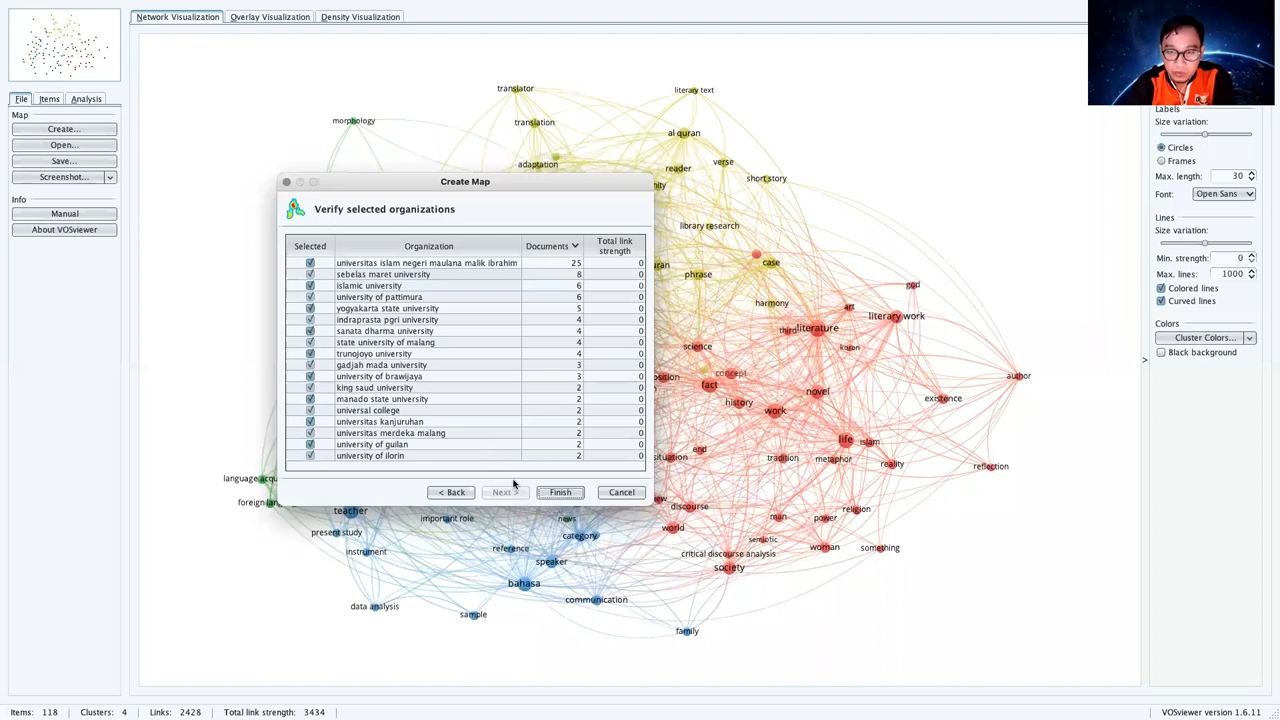 Network Visualization
Overlay Visualization
Density Visualization
File
Items
Analysis
Map
Create...
Open...
Save...
Screenshot...
Info
Manual
About VOSviewer
translator
literary text
morphology
translation
al quran
adaptation
reader
verse
short story
library research
case
phrase
harmony
god
art
literary work
third
literature
koran
science
concept
fact
author
novel
existence
history
work
life
islam
end
tradition
metaphor
reality
reflection
discourse
man
power
religion
world
semiotic
woman
something
critical discourse analysis
society
foreign lan
teacher
important role
news
present study
category
instrument
reference
speaker
bahasa
communication
data analysis
sample
family
Create Map
Verify selected organizations
Selected Organization Documents Total link strength
universitas islam negeri maulana malik ibrahim 25 0
sebelas maret university 8 0
islamic university 6 0
university of pattimura 6 0
yogyakarta state university 5 0
indraprasta pgri university 4 0
sanata dharma university 4 0
state university of malang 4 0
trunojoyo university 4 0
gadjah mada university 3 0
university of brawijaya 3 0
king saud university 2 0
manado state university 2 0
universal college 2 0
universitas kanjuruhan 2 0
universitas merdeka malang 2 0
university of guilan 2 0
university of ilorin 2 0
< Back
Next >
Finish
Cancel
Labels
Size variation:
Circles
Frames
Max. length: 30
Font: Open Sans
Lines
Size variation:
Min. strength: 0
Max. lines: 1000
Colored lines
Curved lines
Colors
Cluster Colors...
Black background
Items: 118 Clusters: 4 Links: 2428 Total link strength: 3434
VOSviewer version 1.6.11